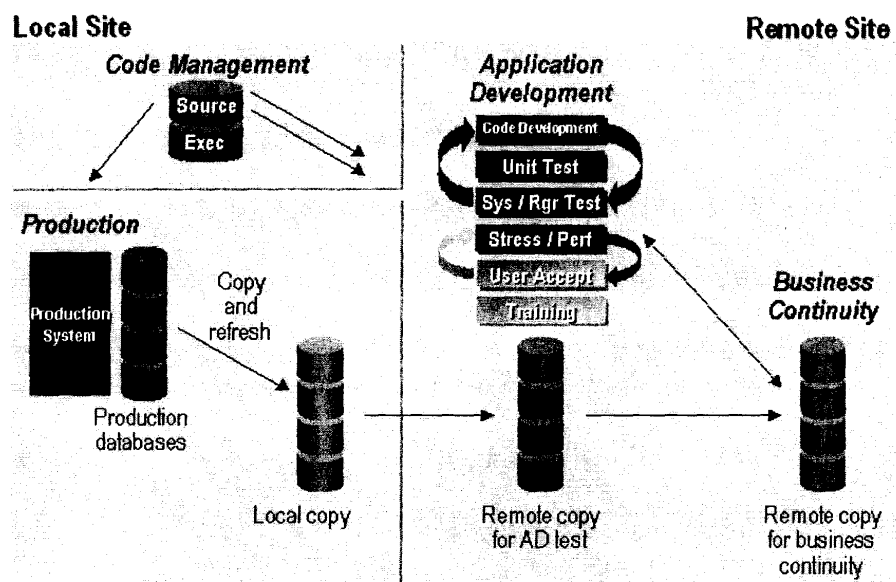 Local Site
Remote Site
Code Management
Source
Exec
Application
Development
Code Development
Unit Test
Sys / Rgr Test
Stress / Perf
User Accept
Training
Production
Production
System
Production
databases
Copy
and
refresh
Local copy
Remote copy
for AD test
Business
Continuity
Remote copy
for business
continuity